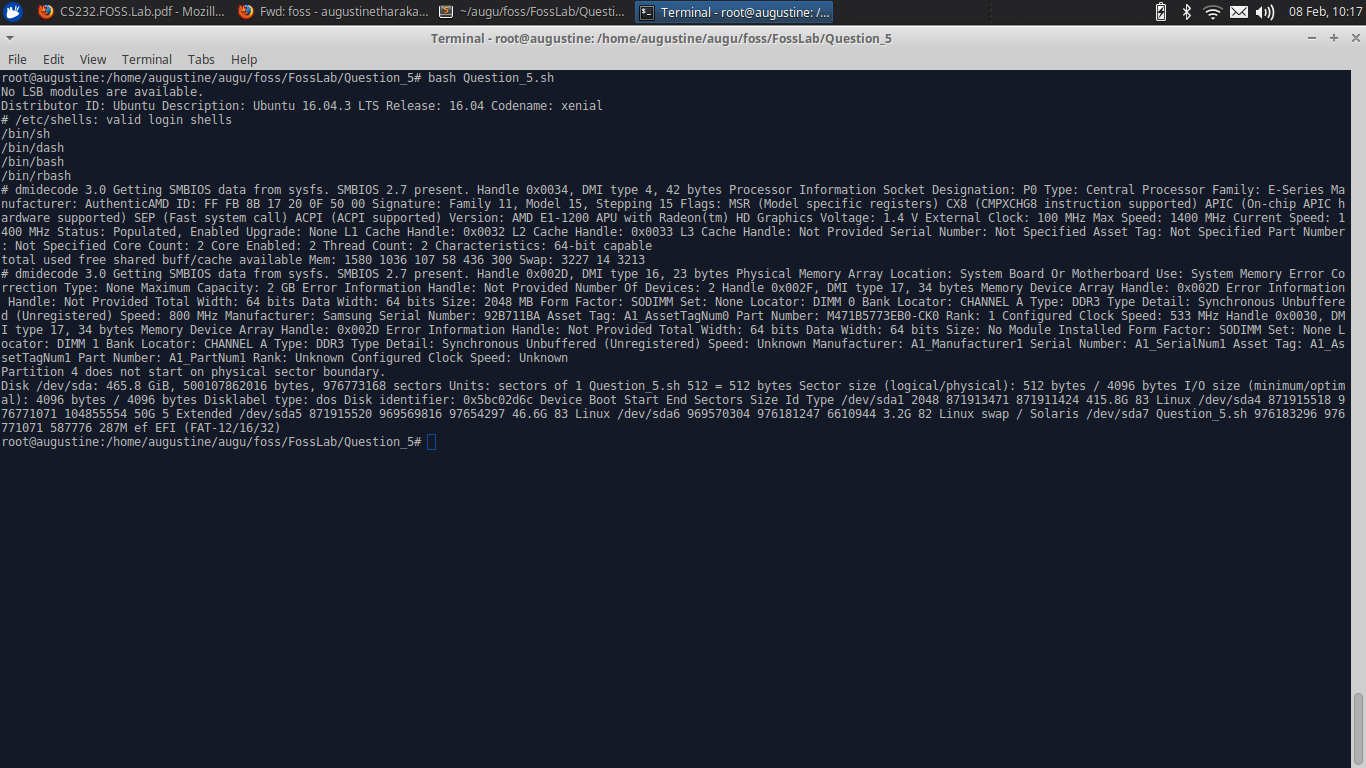 CS232.FOSS.Lab.pdf - Mozill...
Fwd: foss - augustinetharaka...
~/augu/foss/FossLab/Questi...
Terminal - root@augustine: /...
08 Feb, 10:17
Terminal - root@augustine: /home/augustine/augu/foss/FossLab/Question_5
File Edit View Terminal Tabs Help
root@augustine:/home/augustine/augu/foss/FossLab/Question_5# bash Question_5.sh
No LSB modules are available.
Distributor ID: Ubuntu Description: Ubuntu 16.04.3 LTS Release: 16.04 Codename: xenial
# /etc/shells: valid login shells
/bin/sh
/bin/dash
/bin/bash
/bin/rbash
# dmidecode 3.0 Getting SMBIOS data from sysfs. SMBIOS 2.7 present. Handle 0x0034, DMI type 4, 42 bytes Processor Information Socket Designation: P0 Type: Central Processor Family: E-Series Ma
nufacturer: AuthenticAMD ID: FF FB 8B 17 20 0F 50 00 Signature: Family 11, Model 15, Stepping 15 Flags: MSR (Model specific registers) CX8 (CMPXCHG8 instruction supported) APIC (On-chip APIC h
ardware supported) SEP (Fast system call) ACPI (ACPI supported) Version: AMD E1-1200 APU with Radeon(tm) HD Graphics Voltage: 1.4 V External Clock: 100 MHz Max Speed: 1400 MHz Current Speed: 1
400 MHz Status: Populated, Enabled Upgrade: None L1 Cache Handle: 0x0032 L2 Cache Handle: 0x0033 L3 Cache Handle: Not Provided Serial Number: Not Specified Asset Tag: Not Specified Part Number
: Not Specified Core Count: 2 Core Enabled: 2 Thread Count: 2 Characteristics: 64-bit capable
total used free shared buff/cache available Mem: 1580 1036 107 58 436 300 Swap: 3227 14 3213
# dmidecode 3.0 Getting SMBIOS data from sysfs. SMBIOS 2.7 present. Handle 0x002D, DMI type 16, 23 bytes Physical Memory Array Location: System Board Or Motherboard Use: System Memory Error Co
rrection Type: None Maximum Capacity: 2 GB Error Information Handle: Not Provided Number Of Devices: 2 Handle 0x002F, DMI type 17, 34 bytes Memory Device Array Handle: 0x002D Error Information
Handle: Not Provided Total Width: 64 bits Data Width: 64 bits Size: 2048 MB Form Factor: SODIMM Set: None Locator: DIMM 0 Bank Locator: CHANNEL A Type: DDR3 Type Detail: Synchronous Unbuffere
d (Unregistered) Speed: 800 MHz Manufacturer: Samsung Serial Number: 92B711BA Asset Tag: A1_AssetTagNum0 Part Number: M471B5773EB0-CK0 Rank: 1 Configured Clock Speed: 533 MHz Handle 0x0030, DM
I type 17, 34 bytes Memory Device Array Handle: 0x002D Error Information Handle: Not Provided Total Width: 64 bits Data Width: 64 bits Size: No Module Installed Form Factor: SODIMM Set: None L
ocator: DIMM 1 Bank Locator: CHANNEL A Type: DDR3 Type Detail: Synchronous Unbuffered (Unregistered) Speed: Unknown Manufacturer: A1_Manufacturer1 Serial Number: A1_SerialNum1 Asset Tag: A1_As
setTagNum1 Part Number: A1_PartNum1 Rank: Unknown Configured Clock Speed: Unknown
Partition 4 does not start on physical sector boundary.
Disk /dev/sda: 465.8 GiB, 500107862016 bytes, 976773168 sectors Units: sectors of 1 Question_5.sh 512 = 512 bytes Sector size (logical/physical): 512 bytes / 4096 bytes I/O size (minimum/optim
al): 4096 bytes / 4096 bytes Disklabel type: dos Disk identifier: 0x5bc02d6c Device Boot Start End Sectors Size Id Type /dev/sda1 2048 871913471 871911424 415.8G 83 Linux /dev/sda4 871915518 9
76771071 104855554 50G 5 Extended /dev/sda5 871915520 969569816 97654297 46.6G 83 Linux /dev/sda6 969570304 976181247 6610944 3.2G 82 Linux swap / Solaris /dev/sda7 Question_5.sh 976183296 976
771071 587776 287M ef EFI (FAT-12/16/32)
root@augustine:/home/augustine/augu/foss/FossLab/Question_5#